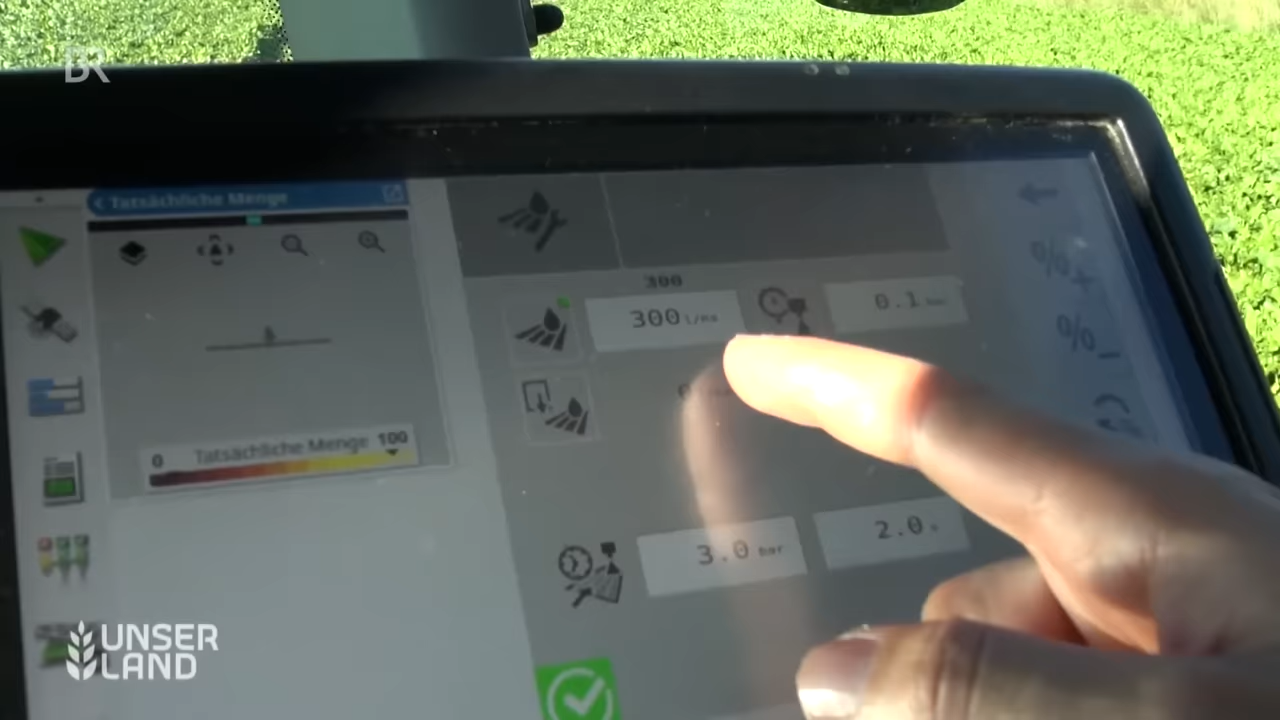 BR
Tatsächliche Menge
300
300 l/ha
0.1 bar
%+
%-
0 Tatsächliche Menge 100
3.0 bar
2.0
UNSER
LAND